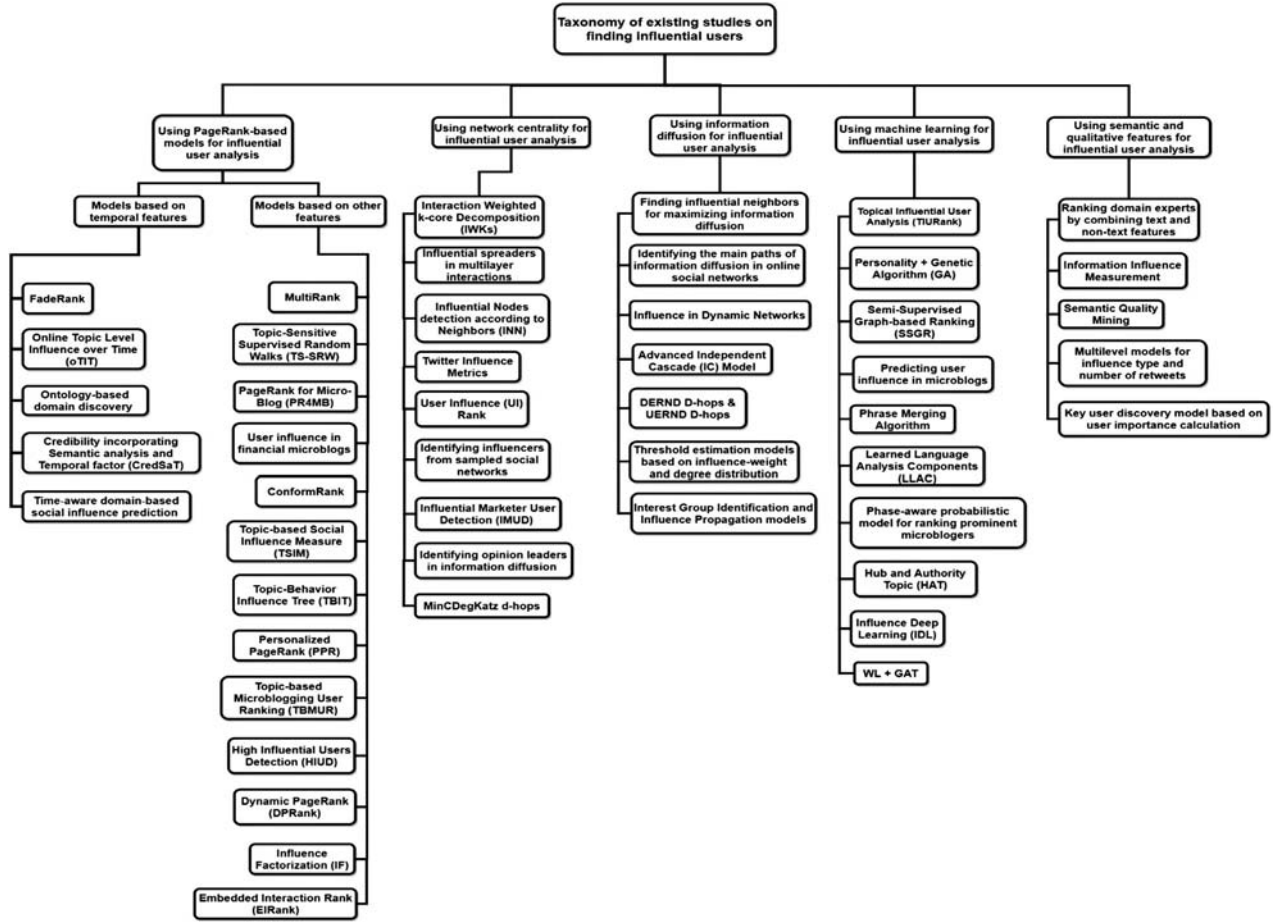 Taxonomy of existing studies on
finding influential users
Using PageRank-based
models for influential
user analysis
Models based on
temporal features
FadeRank
Online Topic Level
Influence over Time
(oTIT)
Ontology-based
domain discovery
Credibility incorporating
Semantic analysis and
Temporal factor (CredSaT)
Time-aware domain-based
social influence prediction
Models based on other
features
MultiRank
Topic-Sensitive
Supervised Random
Walks (TS-SRW)
PageRank for Micro-
Blog (PR4MB)
User influence in
financial microblogs
ConformRank
Topic-based Social
Influence Measure
(TSIM)
Topic-Behavior
Influence Tree (TBIT)
Personalized
PageRank (PPR)
Topic-based
Microblogging User
Ranking (TBMUR)
High Influential Users
Detection (HIUD)
Dynamic PageRank
(DPRank)
Influence
Factorization (IF)
Embedded Interaction Rank
(EIRank)
Using network centrality for
influential user analysis
Interaction Weighted
k-core Decomposition
(IWKs)
Influential spreaders
in multilayer
interactions
Influential Nodes
detection according to
Neighbors (INN)
Twitter Influence
Metrics
User Influence (UI)
Rank
Identifying influencers
from sampled social
networks
Influential Marketer User
Detection (IMUD)
Identifying opinion leaders
in information diffusion
MinCDegKatz d-hops
Using information
diffusion for influential
user analysis
Finding influential neighbors
for maximizing information
diffusion
Identifying the main paths of
information diffusion in online
social networks
Influence in Dynamic Networks
Advanced Independent
Cascade (IC) Model
DERND D-hops &
UERND D-hops
Threshold estimation models
based on influence-weight
and degree distribution
Interest Group Identification and
Influence Propagation models
Using machine learning for
influential user analysis
Topical Influential User
Analysis (TIURank)
Personality + Genetic
Algorithm (GA)
Semi-Supervised
Graph-based Ranking
(SSGR)
Predicting user
influence in microblogs
Phrase Merging
Algorithm
Learned Language
Analysis Components
(LLAC)
Phase-aware probabilistic
model for ranking prominent
microblogers
Hub and Authority
Topic (HAT)
Influence Deep
Learning (IDL)
WL + GAT
Using semantic and
qualitative features for
influential user analysis
Ranking domain experts
by combining text and
non-text features
Information Influence
Measurement
Semantic Quality
Mining
Multilevel models for
influence type and
number of retweets
Key user discovery model based on
user importance calculation